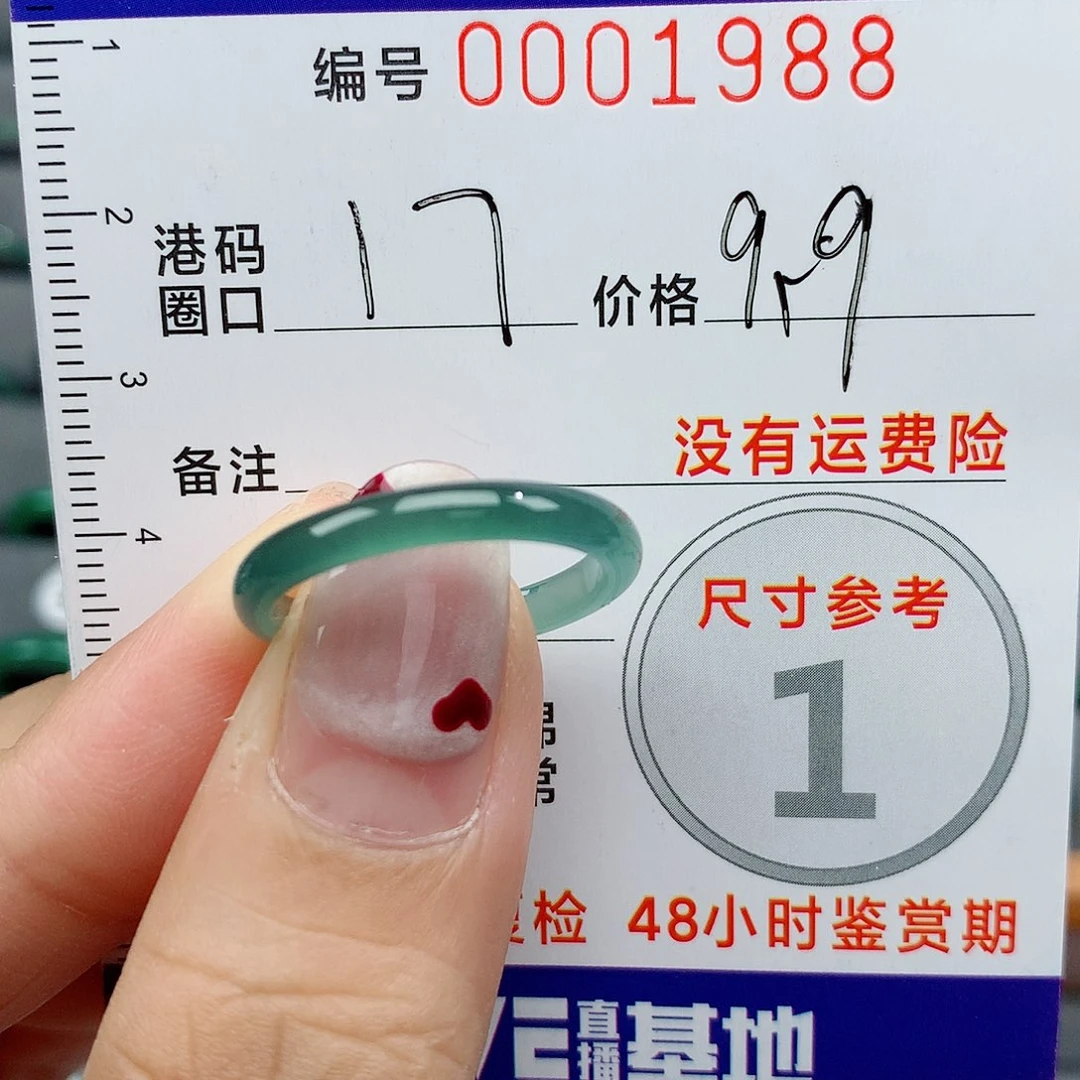 编号 0001988
1
2
3
4
港码
圈口 17 价格
备注
没有运费险
尺寸参考
1
常
检 48小时鉴赏期
直播 基地